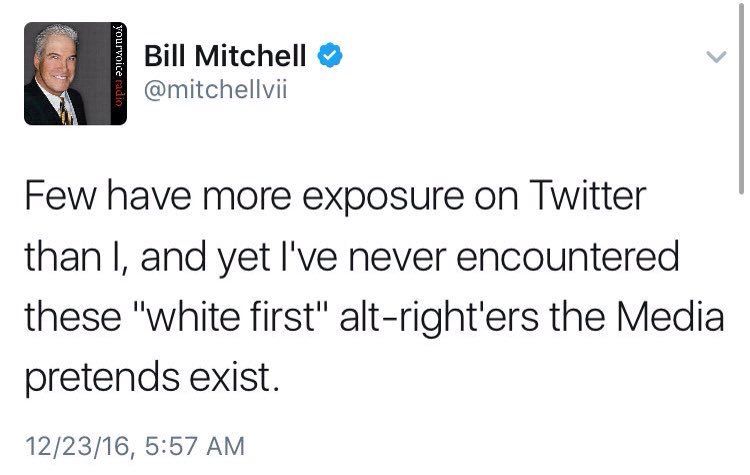 yourvoice radio
Bill Mitchell
@mitchellvii
Few have more exposure on Twitter
than I, and yet I've never encountered
these "white first" alt-right'ers the Media
pretends exist.
12/23/16, 5:57 AM